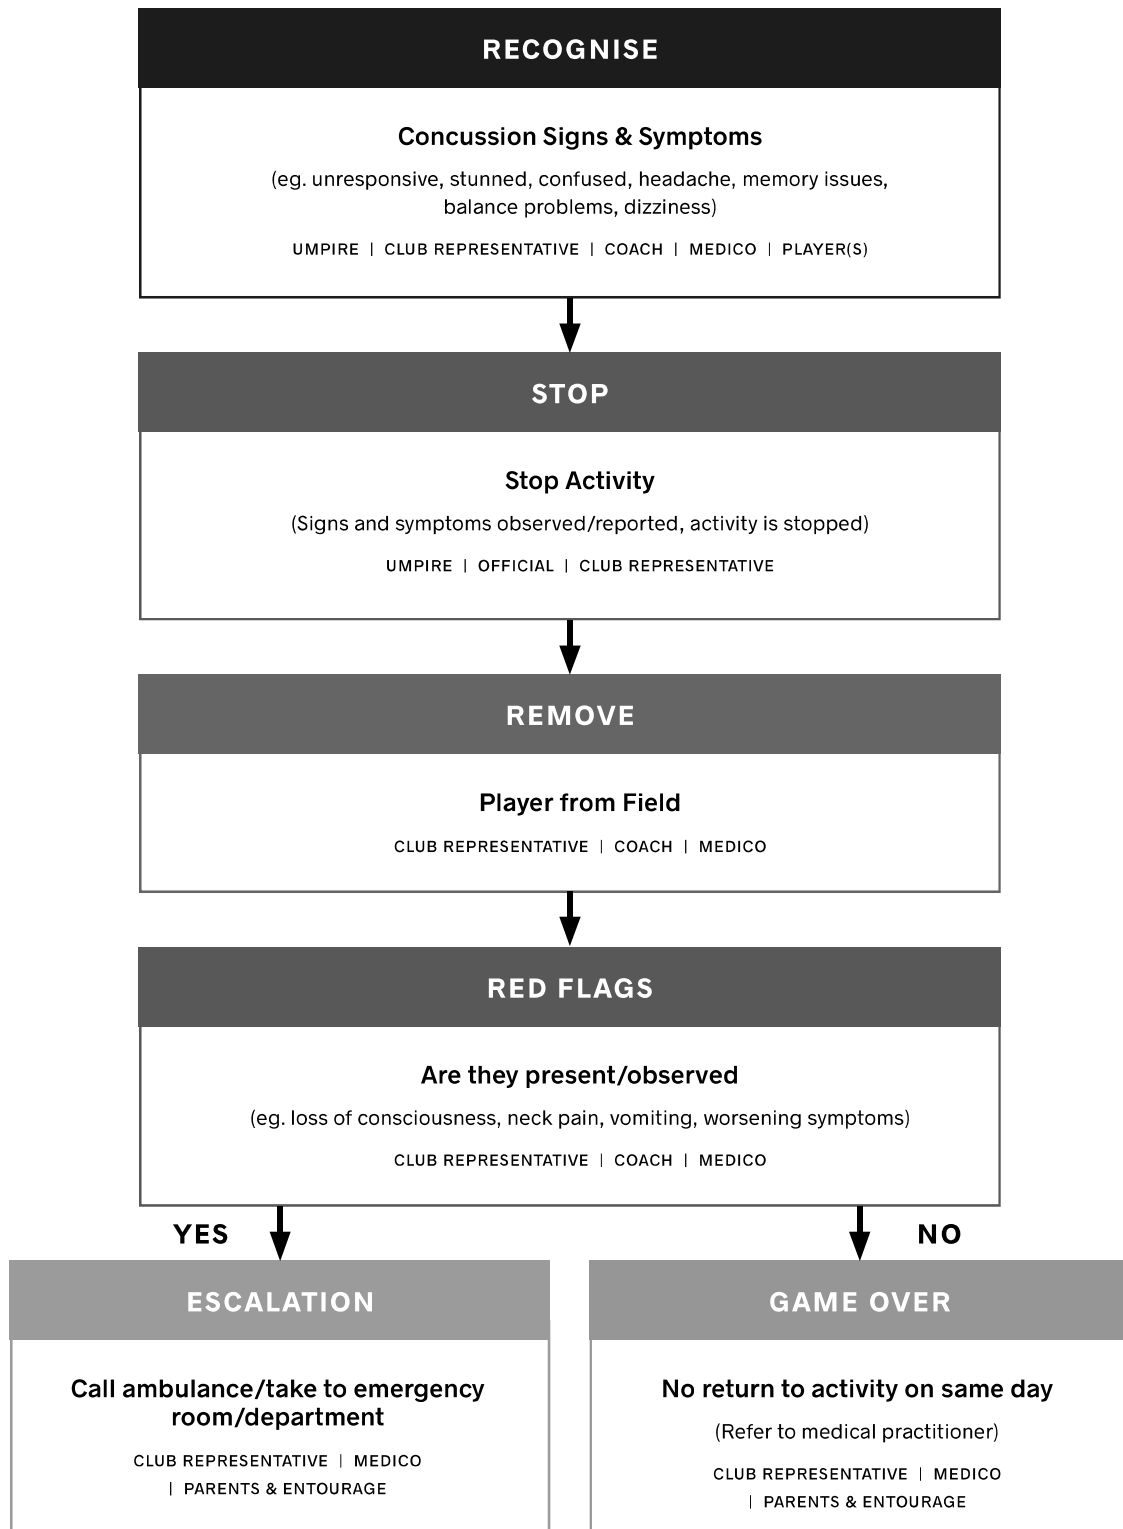 RECOGNISE
Concussion Signs & Symptoms
(eg. unresponsive, stunned, confused, headache, memory issues,
balance problems, dizziness)
UMPIRE | CLUB REPRESENTATIVE | COACH | MEDICO | PLAYER(S)
STOP
Stop Activity
(Signs and symptoms observed/reported, activity is stopped)
UMPIRE | OFFICIAL | CLUB REPRESENTATIVE
REMOVE
Player from Field
CLUB REPRESENTATIVE | COACH | MEDICO
RED FLAGS
Are they present/observed
(eg. loss of consciousness, neck pain, vomiting, worsening symptoms)
CLUB REPRESENTATIVE | COACH | MEDICO
YES
NO
ESCALATION
Call ambulance/take to emergency
room/department
CLUB REPRESENTATIVE | MEDICO
| PARENTS & ENTOURAGE
GAME OVER
No return to activity on same day
(Refer to medical practitioner)
CLUB REPRESENTATIVE | MEDICO
| PARENTS & ENTOURAGE